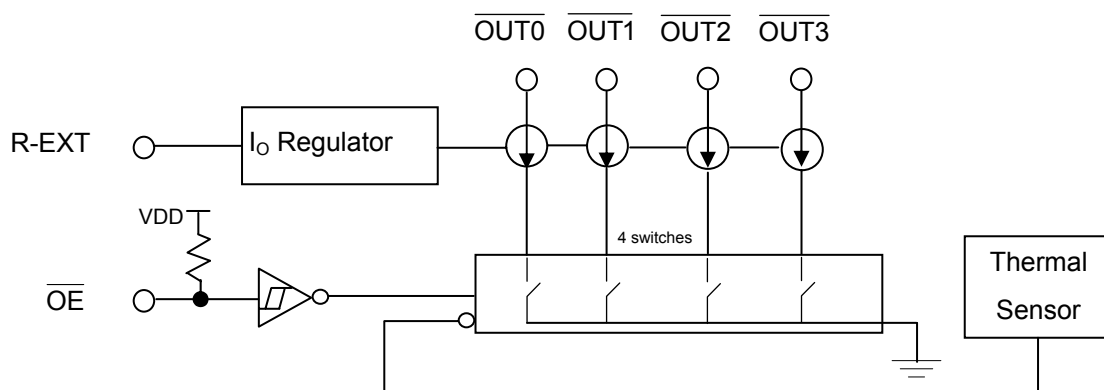 OUT0 OUT1 OUT2 OUT3
R-EXT
IO Regulator
VDD
4 switches
OE
Thermal
Sensor